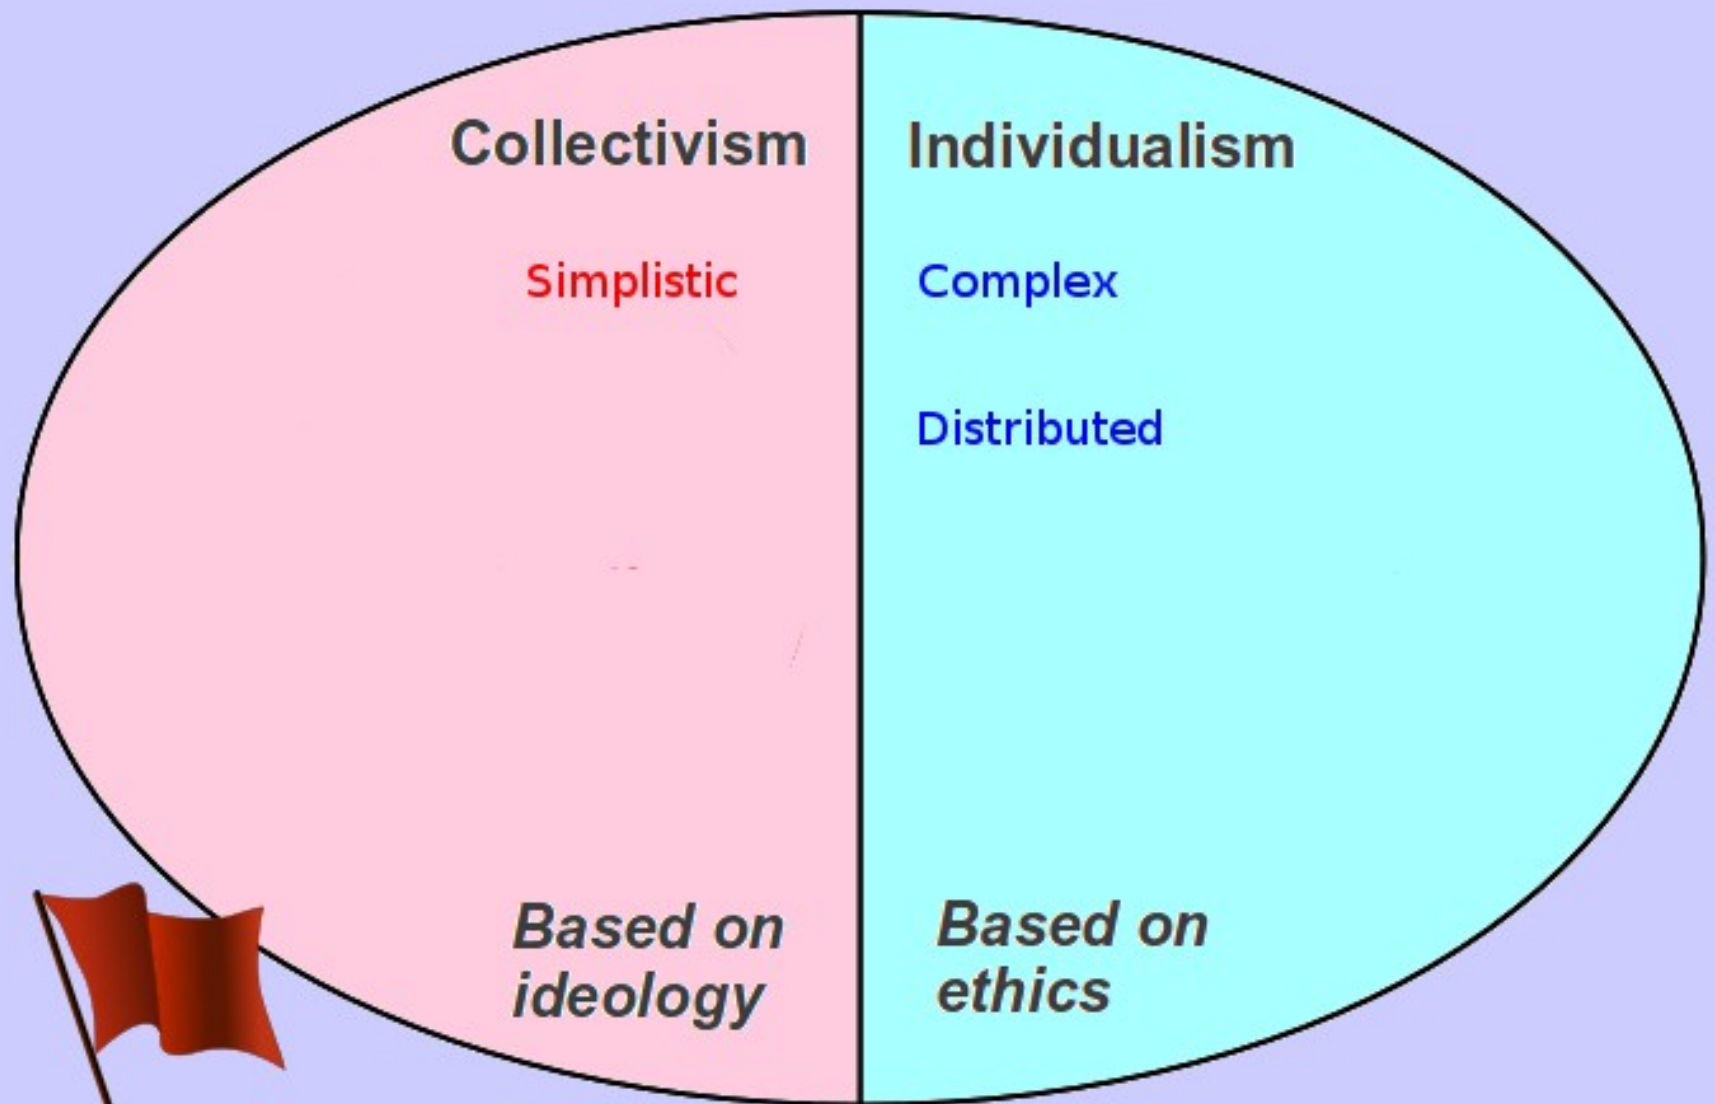 Collectivism
Individualism
Simplistic
Complex
Distributed
Based on
ideology
Based on
ethics